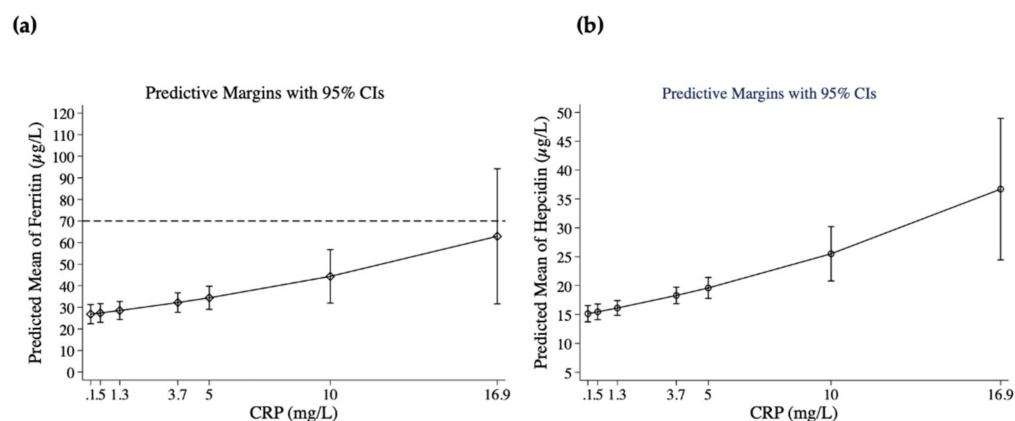 (a)
Predictive Margins with 95% CIs
Predicted Mean of Ferritin (µg/L)
120
110
100
90
80
70
60
50
40
30
20
10
0
.1 .5 1.3 3.7 5 10 16.9
CRP (mg/L)
(b)
Predictive Margins with 95% CIs
Predicted Mean of Hepcidin (µg/L)
50
45
40
35
30
25
20
15
10
5
.1 .5 1.3 3.7 5 10 16.9
CRP (mg/L)